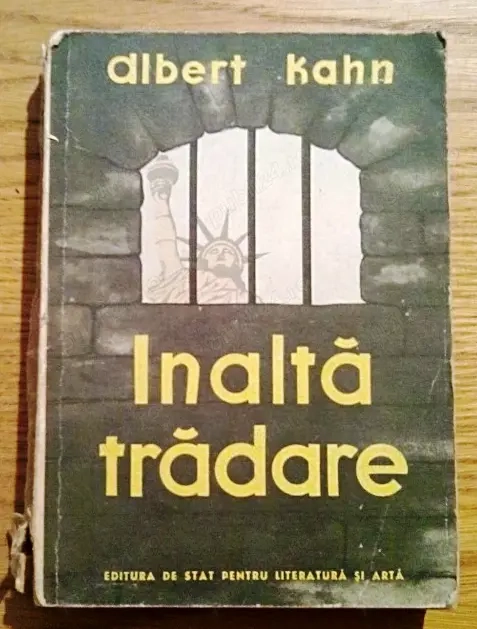 albert kahn
Inaltă
trădare
EDITURA DE STAT PENTRU LITERATURĂ ȘI ARTĂ